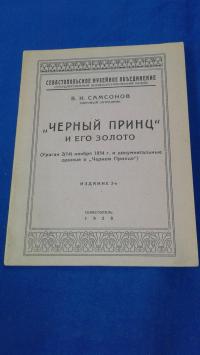 СЕВАСТОПОЛЬСКОЕ МУЗЕЙНОЕ ОБЪЕДИНЕНИЕ
В. И. САМСОНОВ
„ЧЕРНЫЙ ПРИНЦ“
И ЕГО ЗОЛОТО
(Ураган 2(14) ноября 1854 г. и документальные
данные о „Черном Принце“)
ИЗДАНИЕ 2-е
СЕВАСТОПОЛЬ